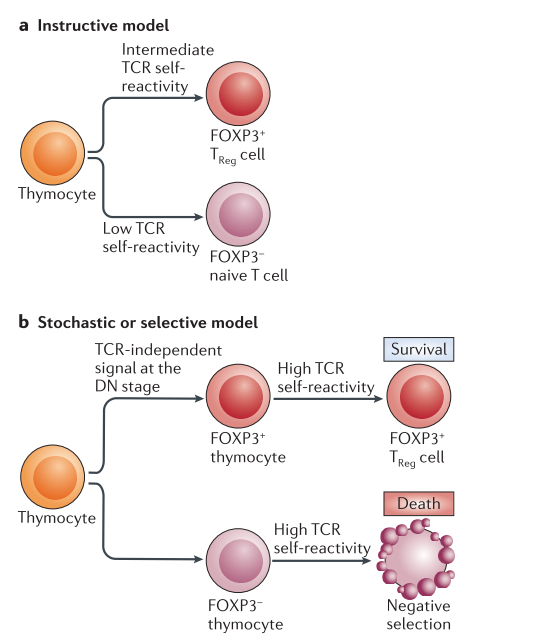 a Instructive model
Intermediate
TCR self-
reactivity
FOXP3⁺
T_Reg cell
Thymocyte
Low TCR
self-reactivity
FOXP3⁻
naive T cell
b Stochastic or selective model
TCR-independent
signal at the
DN stage
High TCR
self-reactivity
Survival
FOXP3⁺
thymocyte
FOXP3⁺
T_Reg cell
Thymocyte
High TCR
self-reactivity
Death
FOXP3⁻
thymocyte
Negative
selection